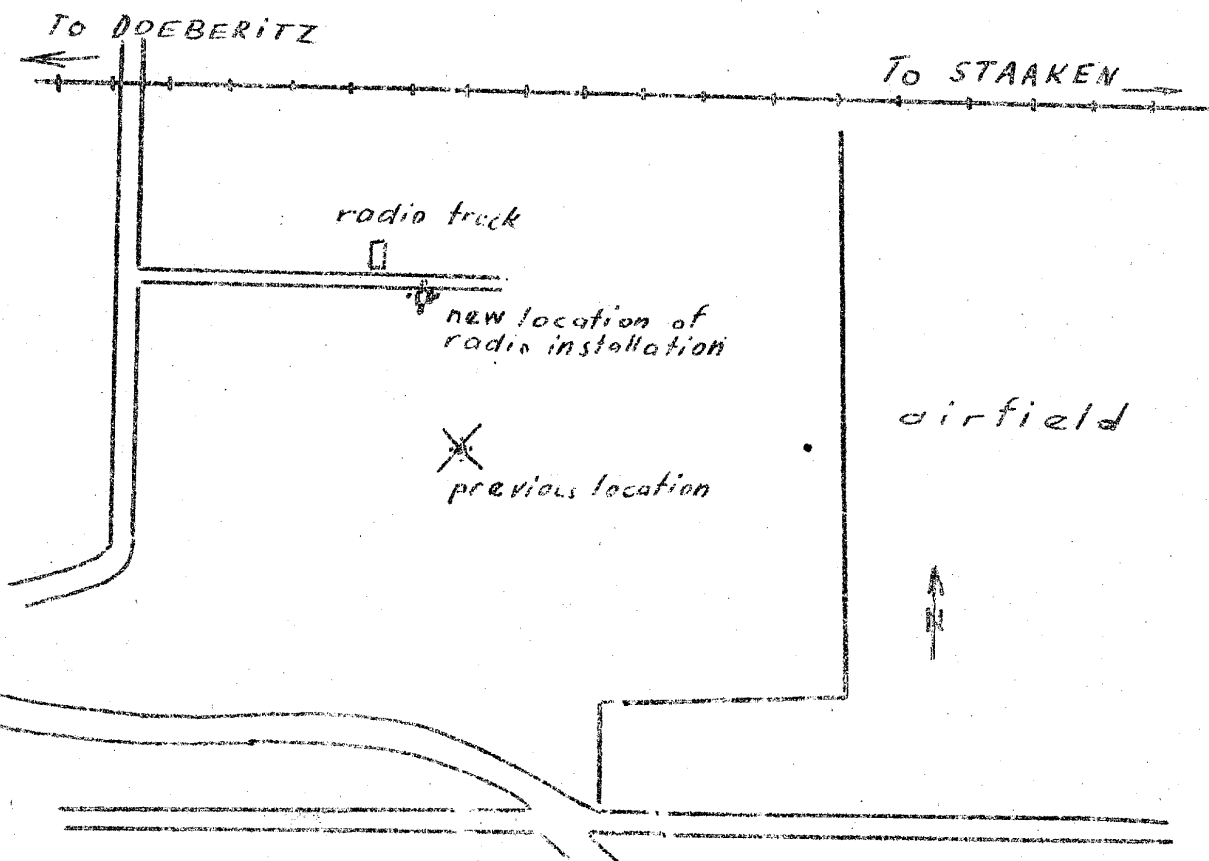 To DOEBERITZ
To STAAKEN
radio truck
new location of
radio installation
airfield
previous location
N